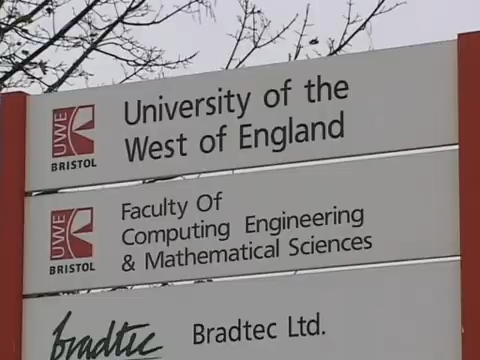 UWE
BRISTOL
University of the
West of England
UWE
BRISTOL
Faculty Of
Computing Engineering
& Mathematical Sciences
bradtec
Bradtec Ltd.